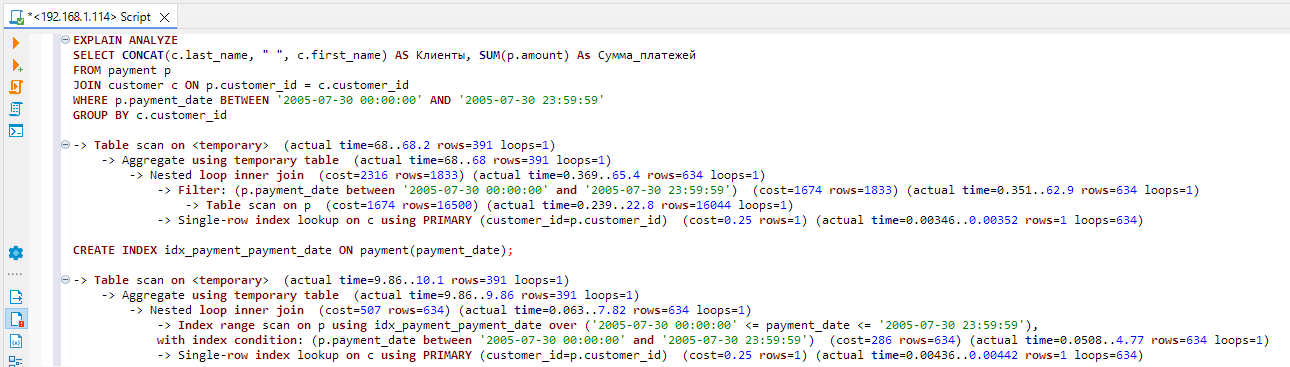 *<192.168.1.114> Script
EXPLAIN ANALYZE
SELECT CONCAT(c.last_name, " ", c.first_name) AS Клиенты, SUM(p.amount) As Сумма_платежей
FROM payment p
JOIN customer c ON p.customer_id = c.customer_id
WHERE p.payment_date BETWEEN '2005-07-30 00:00:00' AND '2005-07-30 23:59:59'
GROUP BY c.customer_id
-> Table scan on <temporary>  (actual time=68..68.2 rows=391 loops=1)
-> Aggregate using temporary table  (actual time=68..68 rows=391 loops=1)
-> Nested loop inner join  (cost=2316 rows=1833) (actual time=0.369..65.4 rows=634 loops=1)
-> Filter: (p.payment_date between '2005-07-30 00:00:00' and '2005-07-30 23:59:59')  (cost=1674 rows=1833) (actual time=0.351..62.9 rows=634 loops=1)
-> Table scan on p  (cost=1674 rows=16500) (actual time=0.239..22.8 rows=16044 loops=1)
-> Single-row index lookup on c using PRIMARY (customer_id=p.customer_id)  (cost=0.25 rows=1) (actual time=0.00346..0.00352 rows=1 loops=634)
CREATE INDEX idx_payment_payment_date ON payment(payment_date);
-> Table scan on <temporary>  (actual time=9.86..10.1 rows=391 loops=1)
-> Aggregate using temporary table  (actual time=9.86..9.86 rows=391 loops=1)
-> Nested loop inner join  (cost=507 rows=634) (actual time=0.063..7.82 rows=634 loops=1)
-> Index range scan on p using idx_payment_payment_date over ('2005-07-30 00:00:00' <= payment_date <= '2005-07-30 23:59:59'),
with index condition: (p.payment_date between '2005-07-30 00:00:00' and '2005-07-30 23:59:59')  (cost=286 rows=634) (actual time=0.0508..4.77 rows=634 loops=1)
-> Single-row index lookup on c using PRIMARY (customer_id=p.customer_id)  (cost=0.25 rows=1) (actual time=0.00436..0.00442 rows=1 loops=634)